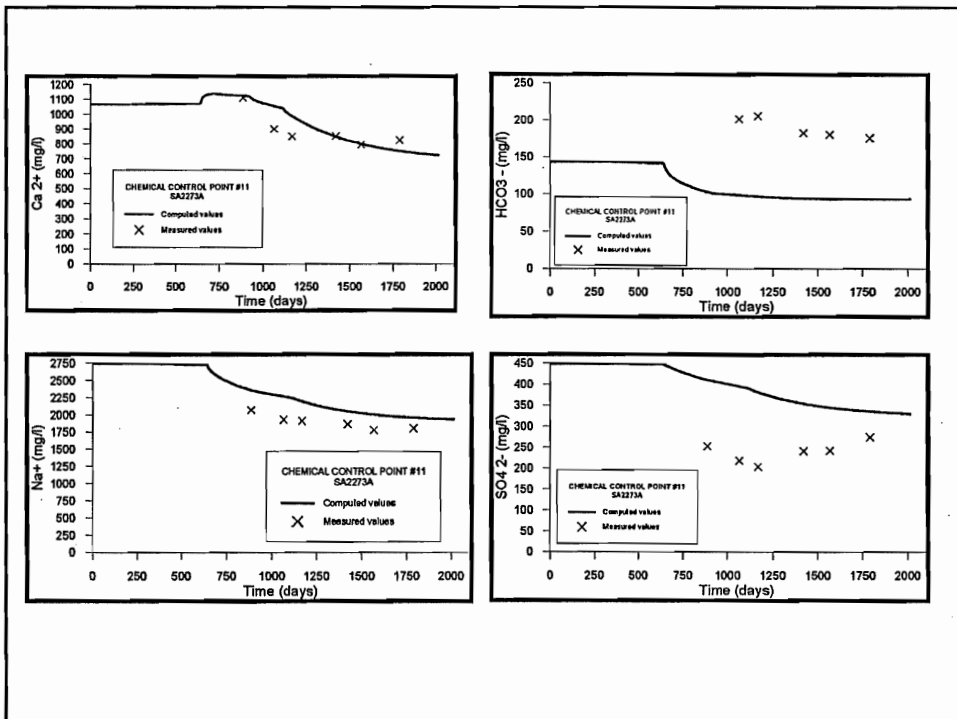 1200
1100
1000
900
800
700
600
500
400
300
200
100
0
Ca 2+ (mg/l)
CHEMICAL CONTROL POINT #11
SA2273A
Computed values
Measured values
0 250 500 750 1000 1250 1500 1750 2000
Time (days)
250
200
150
100
50
0
HCO3 - (mg/l)
CHEMICAL CONTROL POINT #11
SA2273A
Computed values
Measured values
0 250 500 750 1000 1250 1500 1750 2000
Time (days)
2750
2500
2250
2000
1750
1500
1250
1000
750
500
250
0
Na+ (mg/l)
CHEMICAL CONTROL POINT #11
SA2273A
Computed values
Measured values
0 250 500 750 1000 1250 1500 1750 2000
Time (days)
450
400
350
300
250
200
150
100
50
0
SO4 2- (mg/l)
CHEMICAL CONTROL POINT #11
SA2273A
Computed values
Measured values
0 250 500 750 1000 1250 1500 1750 2000
Time (days)